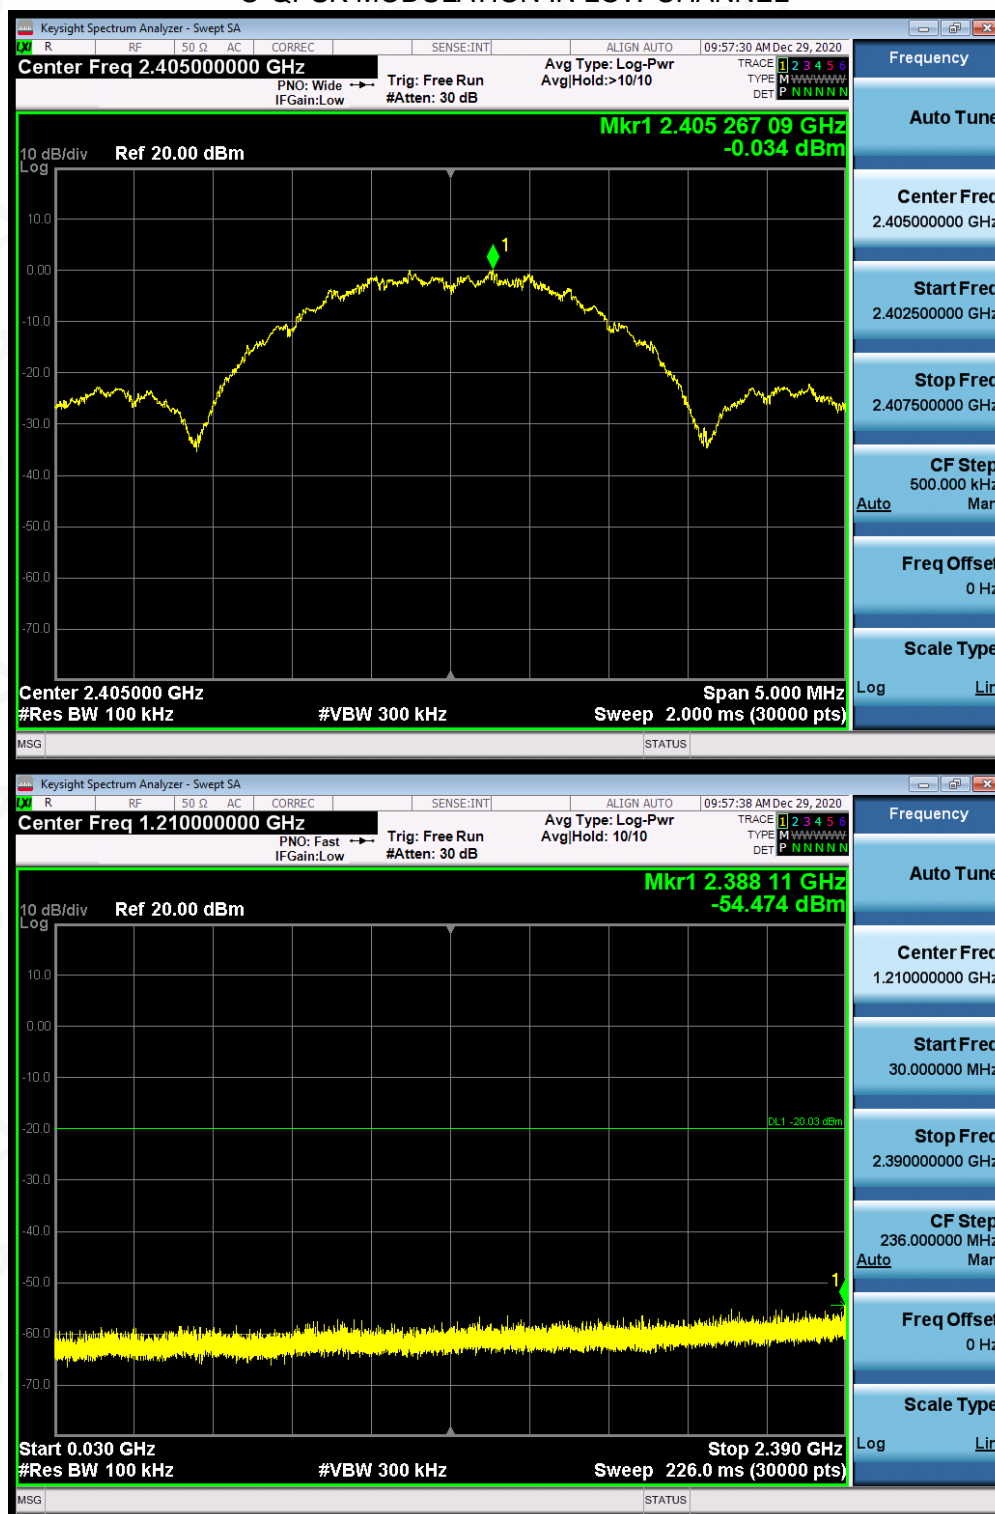 O-QPSK MODULATION IN LOW CHANNEL
Keysight Spectrum Analyzer - Swept SA
LXI R RF 50 Ω AC CORREC SENSE:INT ALIGN AUTO 09:57:30 AM Dec 29, 2020
Center Freq 2.405000000 GHz
PNO: Wide
IFGain:Low
Trig: Free Run
#Atten: 30 dB
Avg Type: Log-Pwr
Avg|Hold:>10/10
TRACE 1 2 3 4 5 6
TYPE M WWWWW
DET P N N N N N
Mkr1 2.405 267 09 GHz
-0.034 dBm
10 dB/div
Log
Ref 20.00 dBm
10.0
0.00
-10.0
-20.0
-30.0
-40.0
-50.0
-60.0
-70.0
1
Center 2.405000 GHz
Span 5.000 MHz
#Res BW 100 kHz
#VBW 300 kHz
Sweep 2.000 ms (30000 pts)
MSG
STATUS
Frequency
Auto Tune
Center Freq
2.405000000 GHz
Start Freq
2.402500000 GHz
Stop Freq
2.407500000 GHz
CF Step
500.000 kHz
Auto Man
Freq Offset
0 Hz
Scale Type
Log Lin
Keysight Spectrum Analyzer - Swept SA
LXI R RF 50 Ω AC CORREC SENSE:INT ALIGN AUTO 09:57:38 AM Dec 29, 2020
Center Freq 1.210000000 GHz
PNO: Fast
IFGain:Low
Trig: Free Run
#Atten: 30 dB
Avg Type: Log-Pwr
Avg|Hold: 10/10
TRACE 1 2 3 4 5 6
TYPE M WWWWW
DET P N N N N N
Mkr1 2.388 11 GHz
-54.474 dBm
10 dB/div
Log
Ref 20.00 dBm
10.0
0.00
-10.0
-20.0
-30.0
-40.0
-50.0
-60.0
-70.0
DL1 -20.03 dBm
1
Start 0.030 GHz
Stop 2.390 GHz
#Res BW 100 kHz
#VBW 300 kHz
Sweep 226.0 ms (30000 pts)
MSG
STATUS
Frequency
Auto Tune
Center Freq
1.210000000 GHz
Start Freq
30.000000 MHz
Stop Freq
2.390000000 GHz
CF Step
236.000000 MHz
Auto Man
Freq Offset
0 Hz
Scale Type
Log Lin